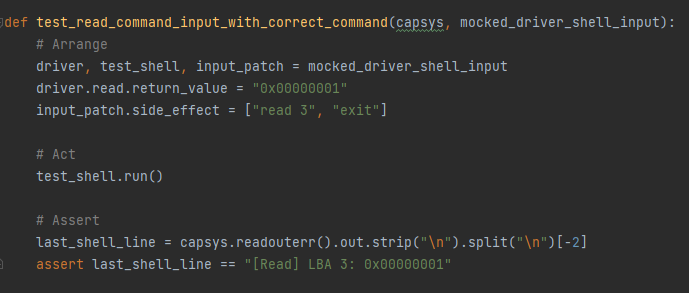 def test_read_command_input_with_correct_command(capsys, mocked_driver_shell_input):
    # Arrange
    driver, test_shell, input_patch = mocked_driver_shell_input
    driver.read.return_value = "0x00000001"
    input_patch.side_effect = ["read 3", "exit"]

    # Act
    test_shell.run()

    # Assert
    last_shell_line = capsys.readouterr().out.strip("\n").split("\n")[-2]
    assert last_shell_line == "[Read] LBA 3: 0x00000001"